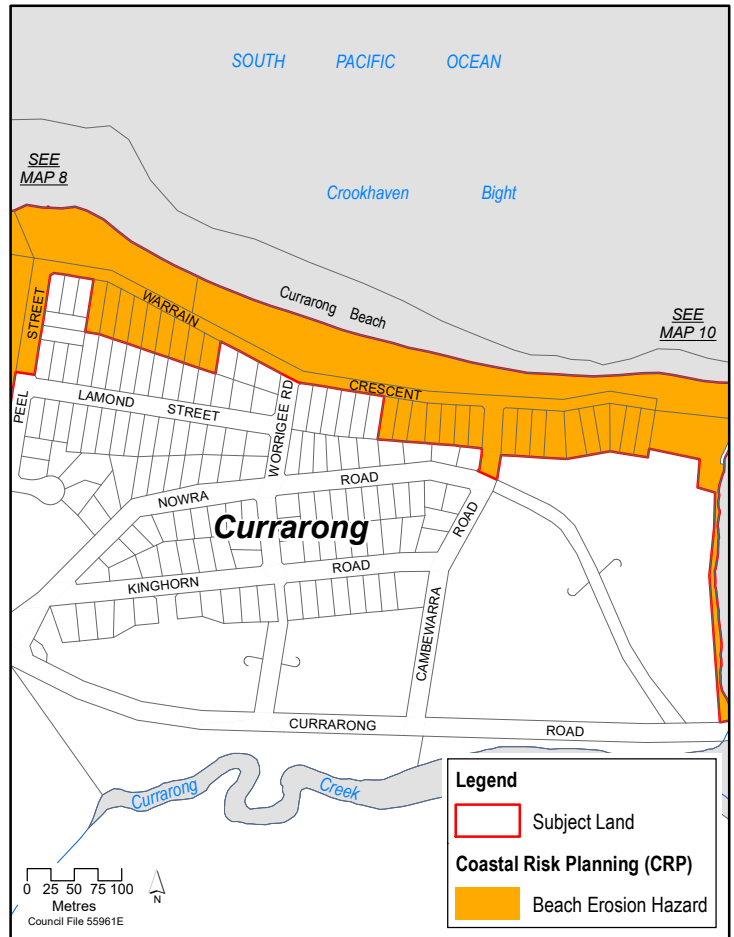 SOUTH PACIFIC OCEAN
SEE
MAP 8
Crookhaven Bight
Currarong Beach
SEE
MAP 10
WARRAIN
CRESCENT
STREET
PEEL
LAMOND STREET
WORRIGEE RD
NOWRA ROAD
Currarong
ROAD
KINGHORN ROAD
CAMBEWARRA
CURRARONG ROAD
Currarong Creek
Legend
Subject Land
Coastal Risk Planning (CRP)
Beach Erosion Hazard
0 25 50 75 100
Metres
Council File 55961E
N